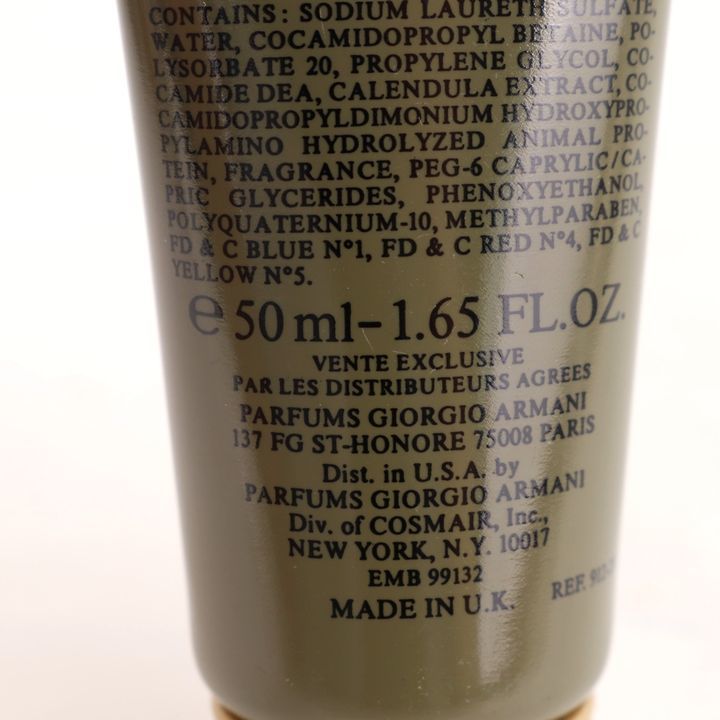 CONTAINS: SODIUM LAURETH SULFATE,
WATER, COCAMIDOPROPYL BETAINE, PO-
LYSORBATE 20, PROPYLENE GLYCOL, CO-
CAMIDE DEA, CALENDULA EXTRACT, CO-
CAMIDOPROPYLDIMONIUM HYDROXYPRO-
PYLAMINO HYDROLYZED ANIMAL PRO-
TEIN, FRAGRANCE, PEG-6 CAPRYLIC/CA-
PRIC GLYCERIDES, PHENOXYETHANOL,
POLYQUATERNIUM-10, METHYLPARABEN,
FD & C BLUE N°1, FD & C RED N°4, FD & C
YELLOW N°5.
℮ 50 ml-1.65 FL.OZ.
VENTE EXCLUSIVE
PAR LES DISTRIBUTEURS AGREES
PARFUMS GIORGIO ARMANI
137 FG ST-HONORE 75008 PARIS
Dist. in U.S.A. by
PARFUMS GIORGIO ARMANI
Div. of COSMAIR, Inc.,
NEW YORK, N.Y. 10017
EMB 99132
MADE IN U.K.
REF.